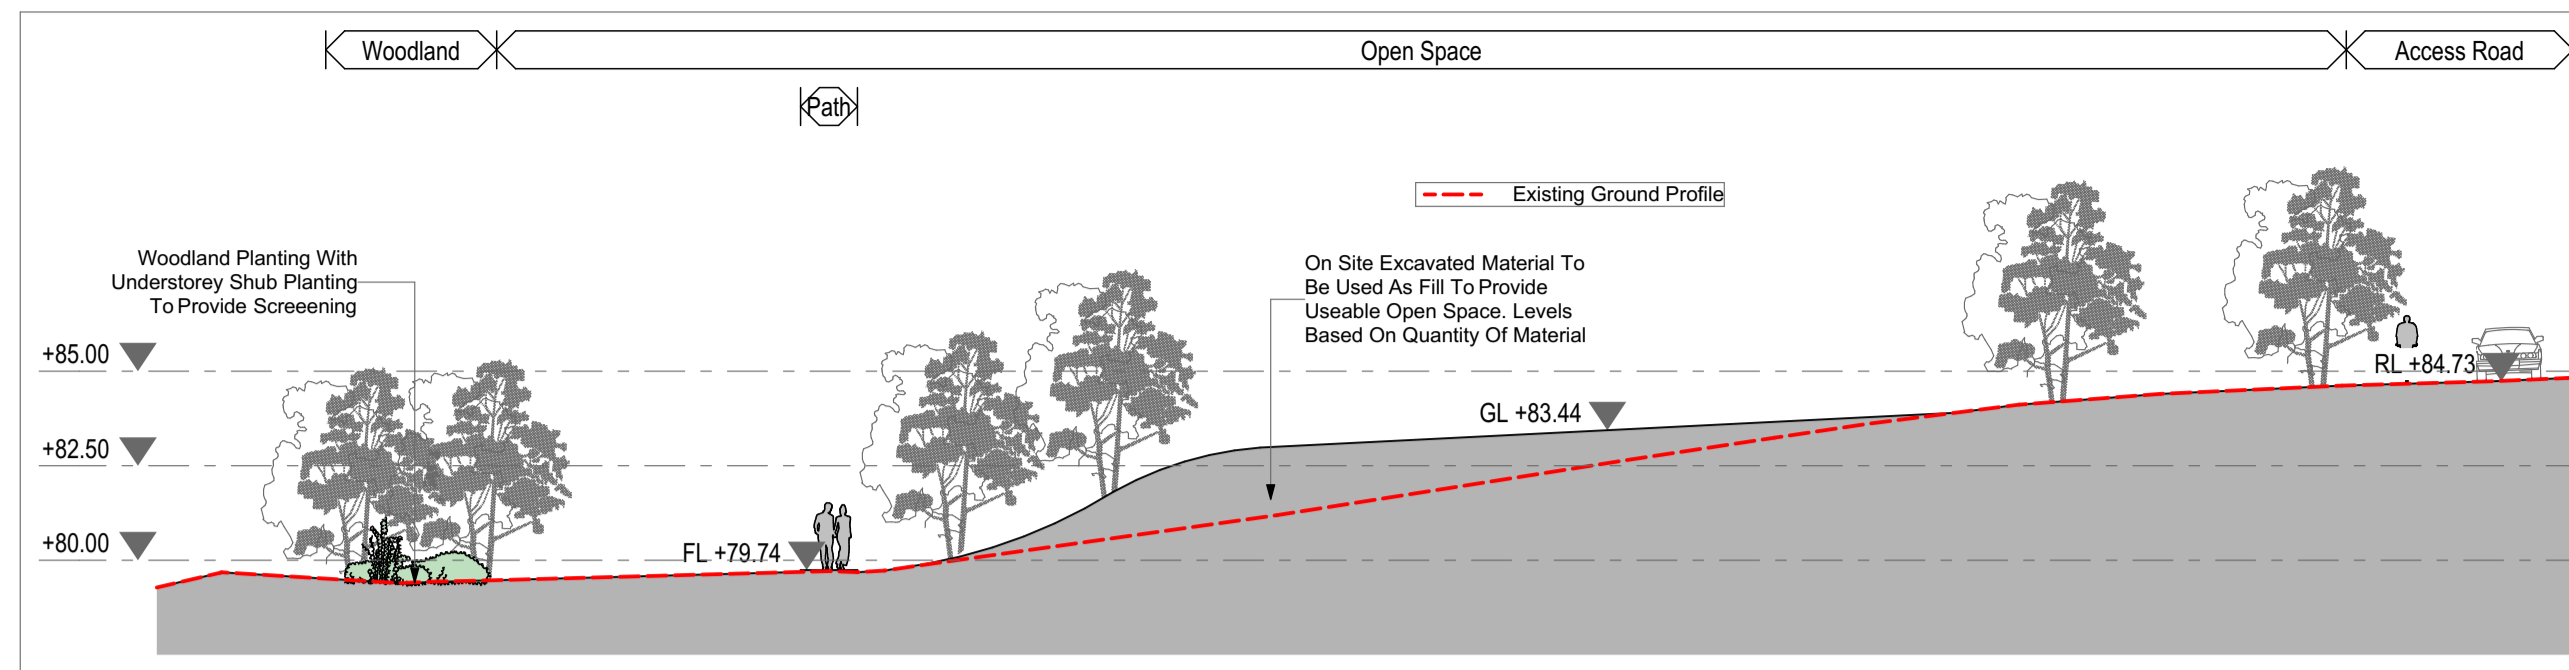 Woodland
Open Space
Access Road
Path
Existing Ground Profile
Woodland Planting With
Understorey Shub Planting
To Provide Screeening
On Site Excavated Material To
Be Used As Fill To Provide
Useable Open Space. Levels
Based On Quantity Of Material
+85.00
RL +84.73
GL +83.44
+82.50
+80.00
FL +79.74